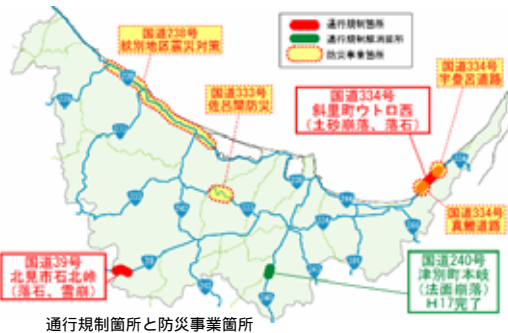 国道238号
紋別地区震災対策
通行規制箇所
通行規制解消箇所
防災事業箇所
国道334号
宇登呂道路
国道333号
佐呂間防災
国道334号
斜里町ウトロ西
(土砂崩落、落石)
国道334号
真鯉道路
国道39号
北見市石北峠
(落石、雪崩)
国道240号
津別町本岐
(法面崩落)
H17完了
通行規制箇所と防災事業箇所